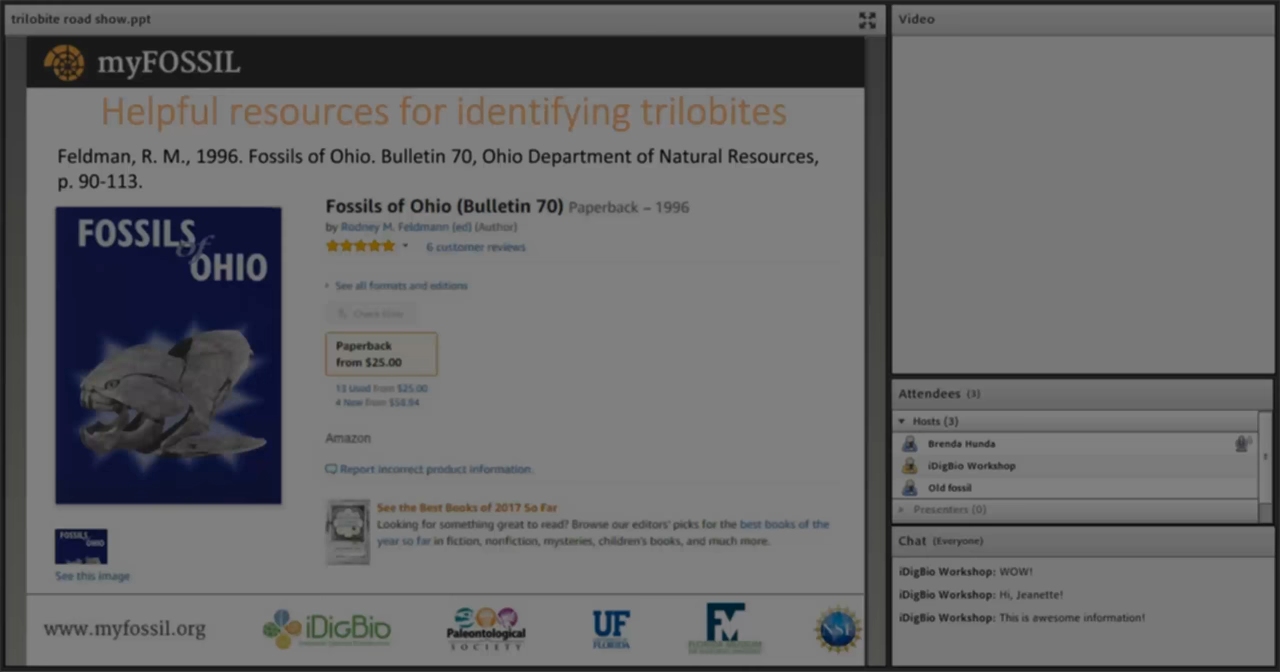 trilobite road show.ppt
myFOSSIL
Helpful resources for identifying trilobites
Feldman, R. M., 1996. Fossils of Ohio. Bulletin 70, Ohio Department of Natural Resources,
p. 90-113.
FOSSILS
of
OHIO
Fossils of Ohio (Bulletin 70) Paperback – 1996
by Rodney M. Feldmann (ed) (Author)
6 customer reviews
See all formats and editions
Paperback
from $25.00
13 Used from $25.00
4 New from $58.94
Amazon
Report incorrect product information.
See the Best Books of 2017 So Far
Looking for something great to read? Browse our editors' picks for the best books of the
year so far in fiction, nonfiction, mysteries, children's books, and much more.
FOSSILS
OHIO
See this image
www.myfossil.org
iDigBio
Paleontological
SOCIETY
UF
FLORIDA
FM
NSF
Video
Attendees (3)
Hosts (3)
Brenda Hunda
iDigBio Workshop
Old fossil
Presenters (0)
Chat (Everyone)
iDigBio Workshop: WOW!
iDigBio Workshop: Hi, Jeanette!
iDigBio Workshop: This is awesome information!